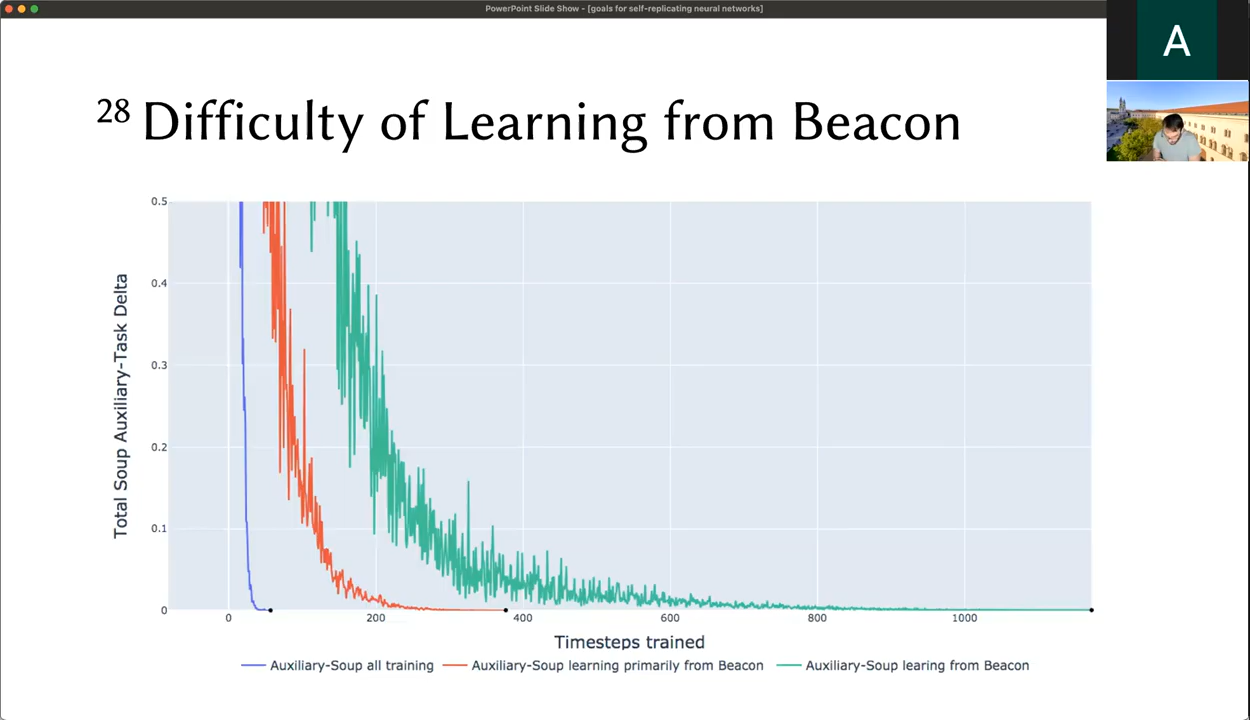 PowerPoint Slide Show - [goals for self-replicating neural networks]
A
28 Difficulty of Learning from Beacon
Total Soup Auxiliary-Task Delta
0.5
0.4
0.3
0.2
0.1
0
0 200 400 600 800 1000
Timesteps trained
Auxiliary-Soup all training Auxiliary-Soup learning primarily from Beacon Auxiliary-Soup learing from Beacon